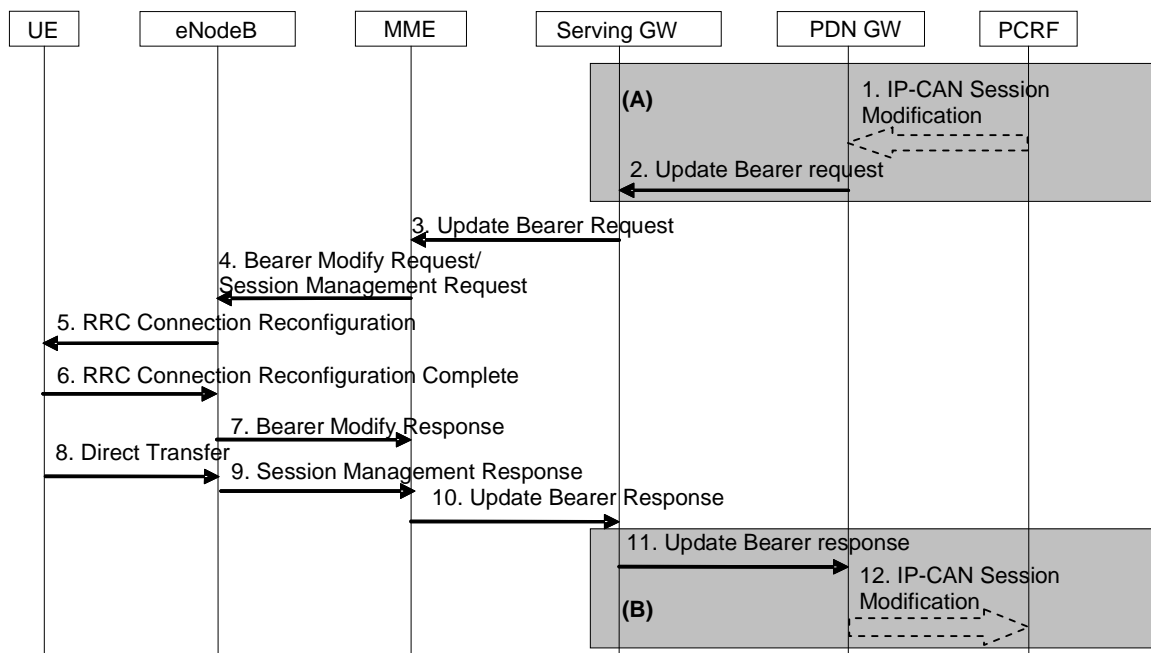 UE eNodeB MME Serving GW PDN GW PCRF
(A)
1. IP-CAN Session
Modification
2. Update Bearer request
3. Update Bearer Request
4. Bearer Modify Request/
Session Management Request
5. RRC Connection Reconfiguration
6. RRC Connection Reconfiguration Complete
7. Bearer Modify Response
8. Direct Transfer
9. Session Management Response
10. Update Bearer Response
11. Update Bearer response
12. IP-CAN Session
Modification
(B)